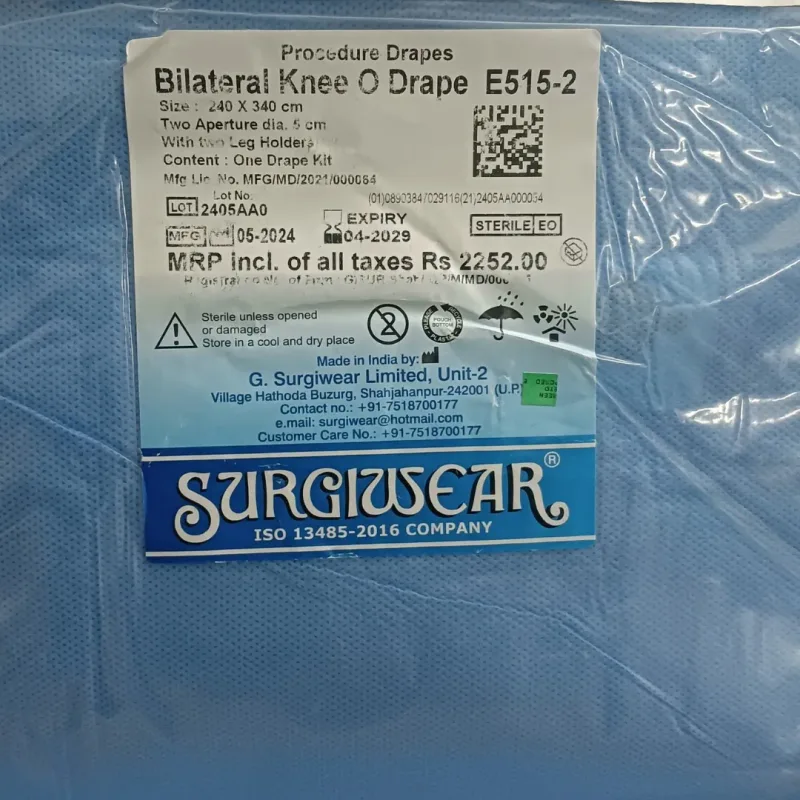 Procedure Drapes
Bilateral Knee O Drape E515-2
Size : 240 X 340 cm
Two Aperture dia. 5 cm
With two Leg Holders
Content : One Drape Kit
Mfg Lic. No. MFG/MD/2021/000064
Lot No.
(01)08903847029116(21)2405AA000054
LOT 2405AA0
EXPIRY
STERILE EO
MFG 05-2024
04-2029
MRP incl. of all taxes Rs 2252.00
Sterile unless opened
or damaged
Store in a cool and dry place
2
POUCH
BOTTOM
Made in India by:
G. Surgiwear Limited, Unit-2
Village Hathoda Buzurg, Shahjahanpur-242001 (U.P.)
Contact no.: +91-7518700177
e.mail: surgiwear@hotmail.com
Customer Care No.: +91-7518700177
SURGIWEAR®
ISO 13485-2016 COMPANY